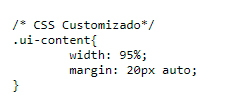 /* CSS Customizado*/
.ui-content{
        width: 95%;
        margin: 20px auto;
}